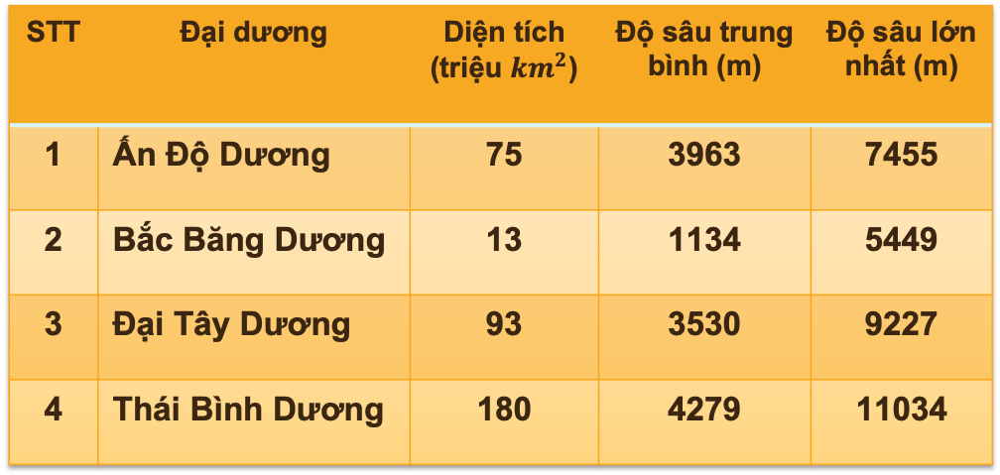 STT Đại dương Diện tích (triệu km²) Độ sâu trung bình (m) Độ sâu lớn nhất (m)
1 Ấn Độ Dương 75 3963 7455
2 Bắc Băng Dương 13 1134 5449
3 Đại Tây Dương 93 3530 9227
4 Thái Bình Dương 180 4279 11034